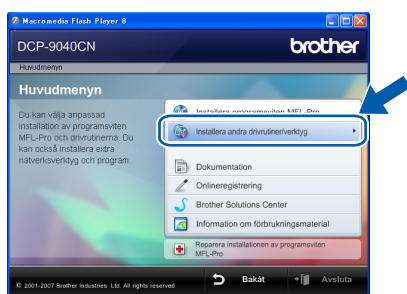 Macromedia Flash Player 8
DCP-9040CN
brother
Huvudmenyn
Huvudmenyn
Du kan välja anpassad
installation av programsviten
MFL-Pro och drivrutinerna. Du
kan också installera extra
nätverksverktyg och program.
Installera programsviten MFL-Pro
Installera andra drivrutiner/verktyg
Dokumentation
Onlineregistrering
Brother Solutions Center
Information om förbrukningsmaterial
Reparera installationen av programsviten
MFL-Pro
© 2001-2007 Brother Industries Ltd. All rights reserved
Bakåt
Avsluta